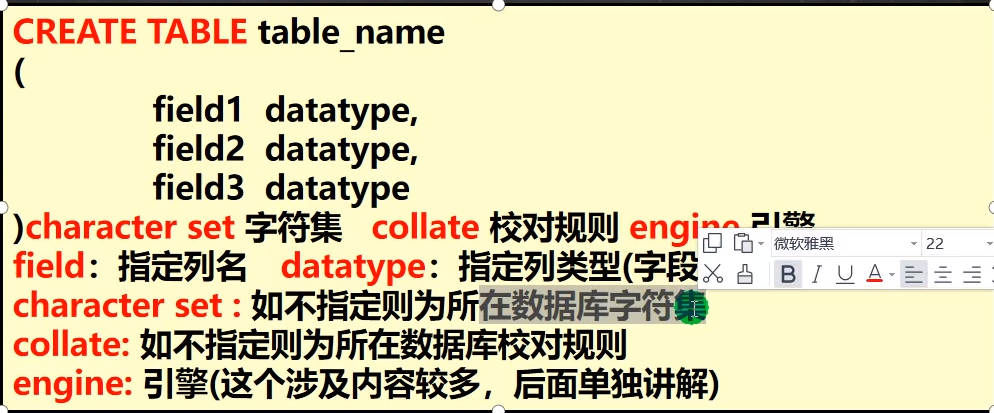 CREATE TABLE table_name
(
field1 datatype,
field2 datatype,
field3 datatype
)character set 字符集 collate 校对规则 engine 引擎
微软雅黑 22
field：指定列名 datatype：指定列类型(字段
B I U A
character set : 如不指定则为所在数据库字符集
collate: 如不指定则为所在数据库校对规则
engine: 引擎(这个涉及内容较多，后面单独讲解)